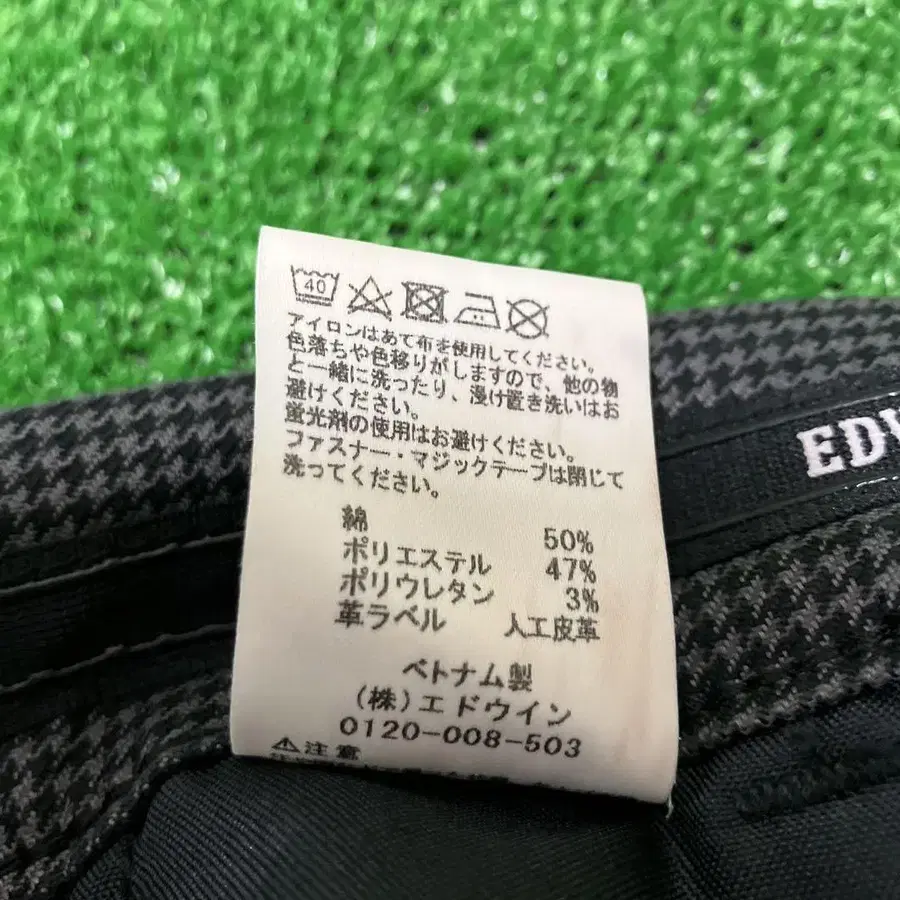 40
アイロンはあて布を使用してください。
色落ちや色移りがしますので、他の物
と一緒に洗ったり、浸け置き洗いはお
避けください。
蛍光剤の使用はお避けください。
ファスナー・マジックテープは閉じて
洗ってください。
綿 50%
ポリエステル 47%
ポリウレタン 3%
革ラベル 人工皮革
ベトナム製
(株)エドウイン
0120-008-503
⚠注意
EDW